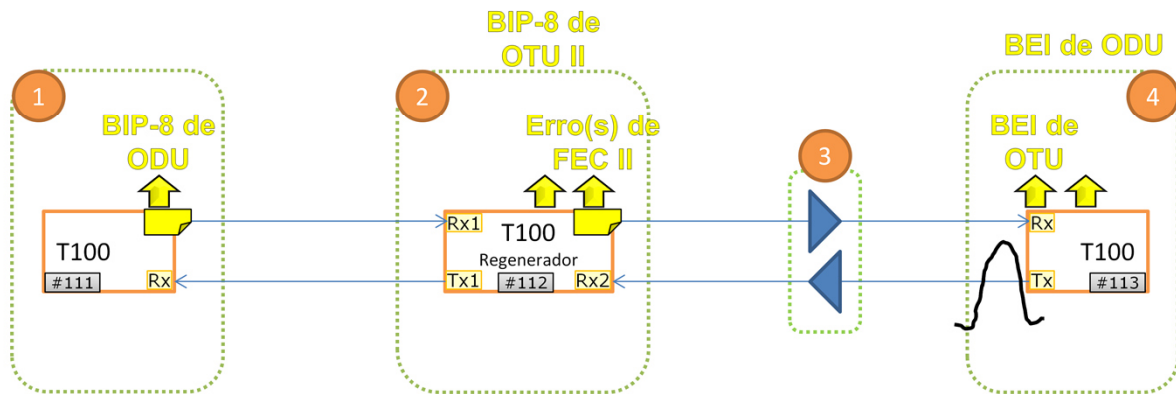 BIP-8 de
OTU II
BEI de ODU
1
2
3
4
BIP-8 de
ODU
Erro(s) de
FEC II
BEI de
OTU
T100
#111
Rx
Rx1
T100
Regenerador
Tx1
#112
Rx2
Rx
Tx
T100
#113